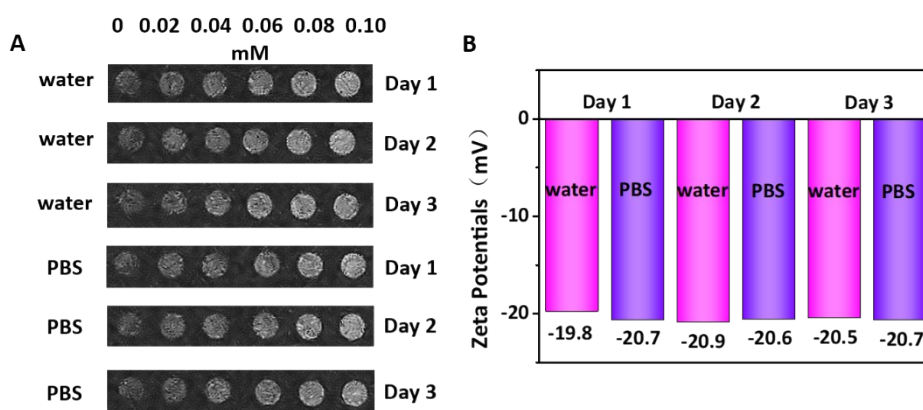 A
0 0.02 0.04 0.06 0.08 0.10
mM
water Day 1
water Day 2
water Day 3
PBS Day 1
PBS Day 2
PBS Day 3
B
Zeta Potentials (mV)
0
-10
-20
Day 1 Day 2 Day 3
water PBS water PBS water PBS
-19.8 -20.7 -20.9 -20.6 -20.5 -20.7